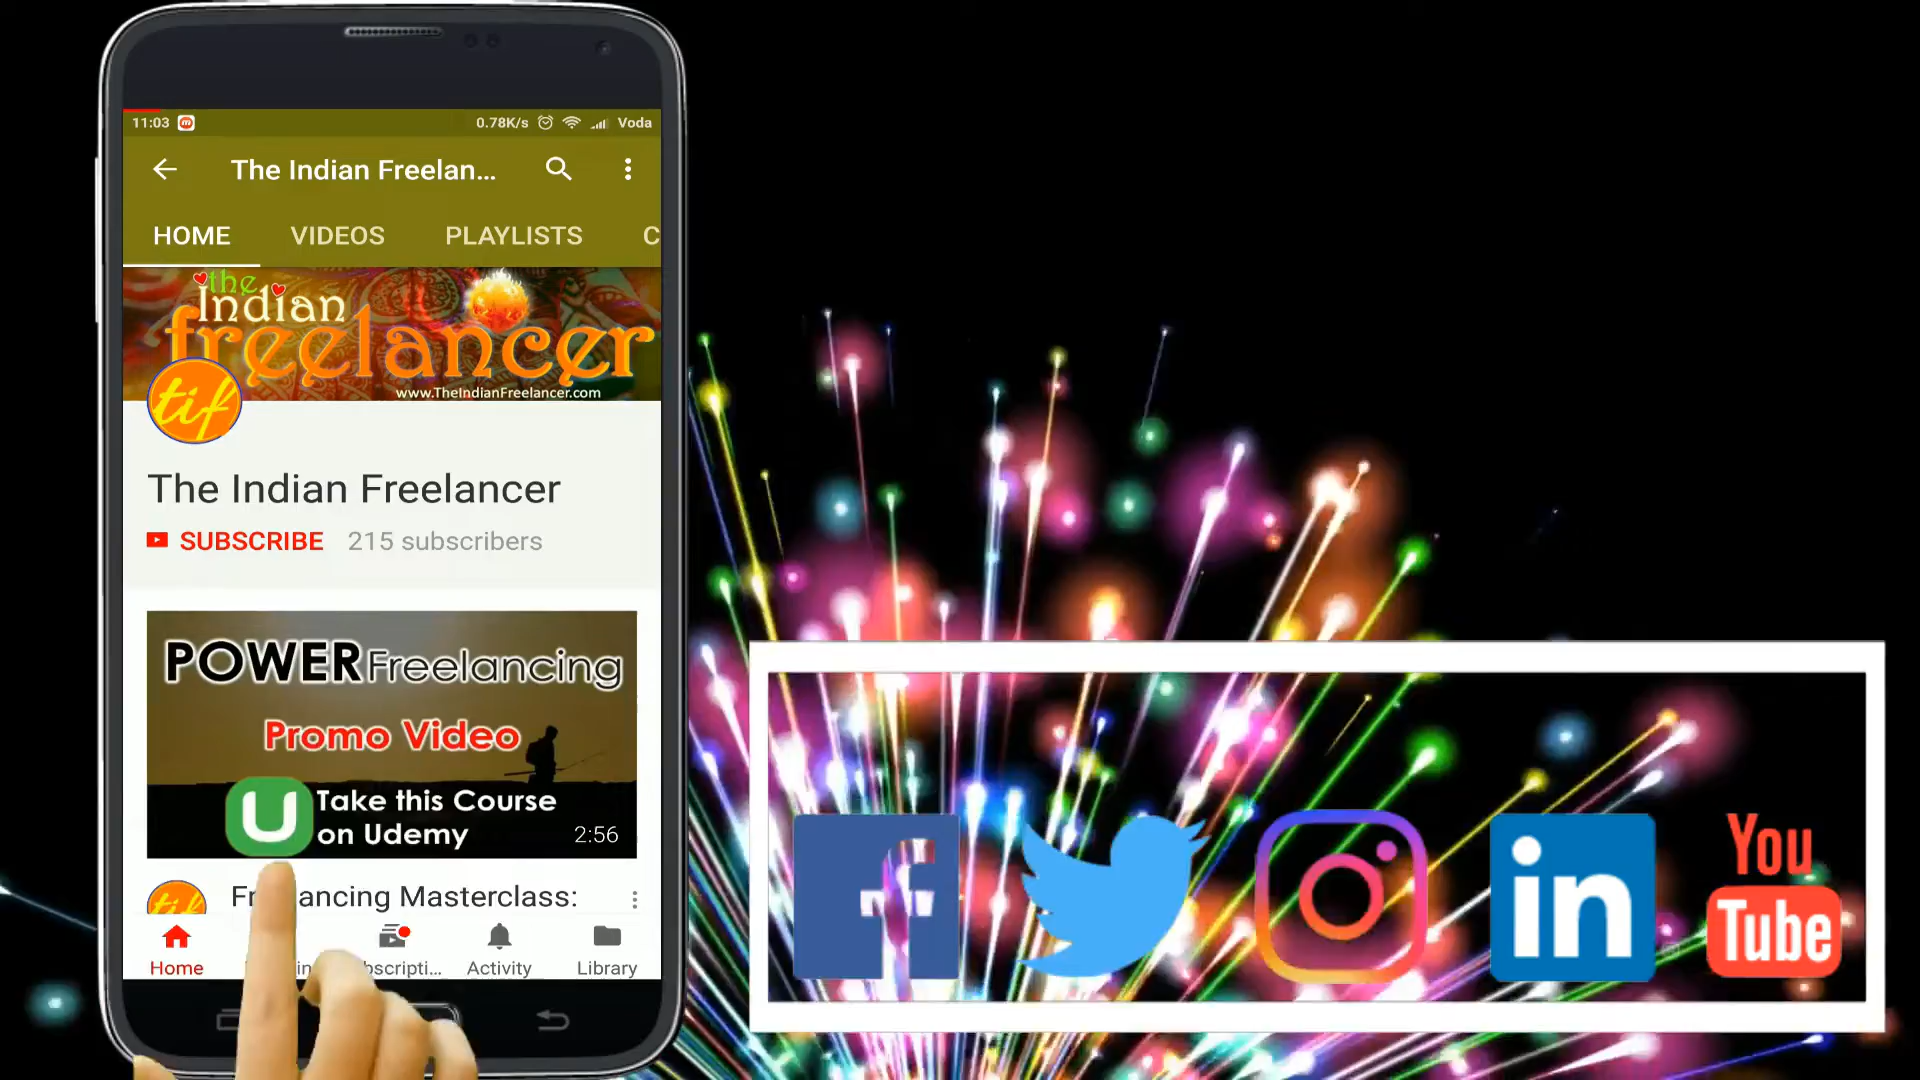 11:03 0.78K/s Voda
The Indian Freelan...
HOME VIDEOS PLAYLISTS C
the
Indian
freelancer
www.TheIndianFreelancer.com
tif
The Indian Freelancer
SUBSCRIBE 215 subscribers
POWER Freelancing
Promo Video
U Take this Course
on Udemy 2:56
tif
Masterclass:
Home Activity Library
f in You
Tube